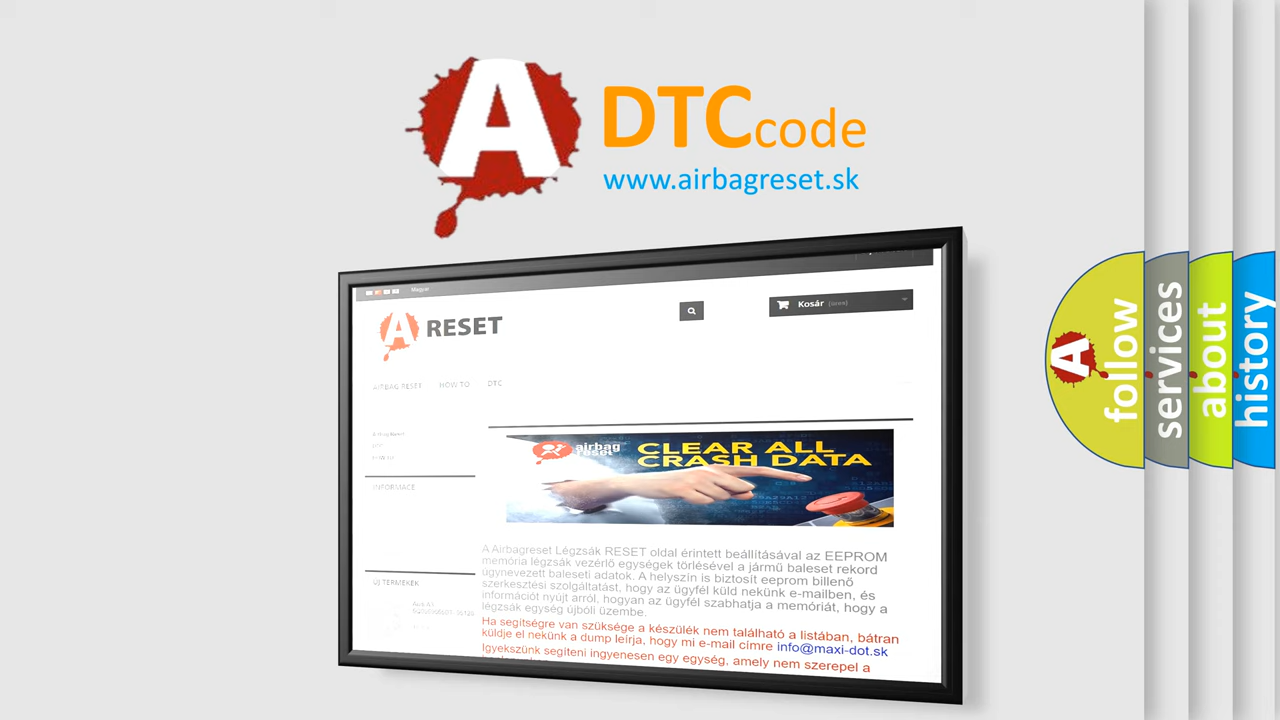 A
DTC code
www.airbagreset.sk
Magyar
A RESET
Kosár
AIRBAG RESET HOW TO DTC
INFORMACE
airbag
reset
CLEAR ALL
CRASH DATA
A Airbagreset Légzsák RESET oldal érintett beállításával az EEPROM
memória légzsák vezérlő egységek törlésével a jármű baleset rekord
úgynevezett baleseti adatok. A helyszín is biztosít eeprom billenő
szerkesztési szolgáltatást, hogy az ügyfél küld nekünk e-mailben, és
információt nyújt arról, hogyan az ügyfél szabhatja a memóriát, hogy a
légzsák egység újbóli üzembe.
Ha segítségre van szüksége a készülék nem található a listában, bátran
küldje el nekünk a dump leírja, hogy mi e-mail címre info@maxi-dot.sk
Igyekszünk segíteni ingyenesen egy egység, amely nem szerepel a
ÚJ TERMÉKEK
A
follow
services
about
history